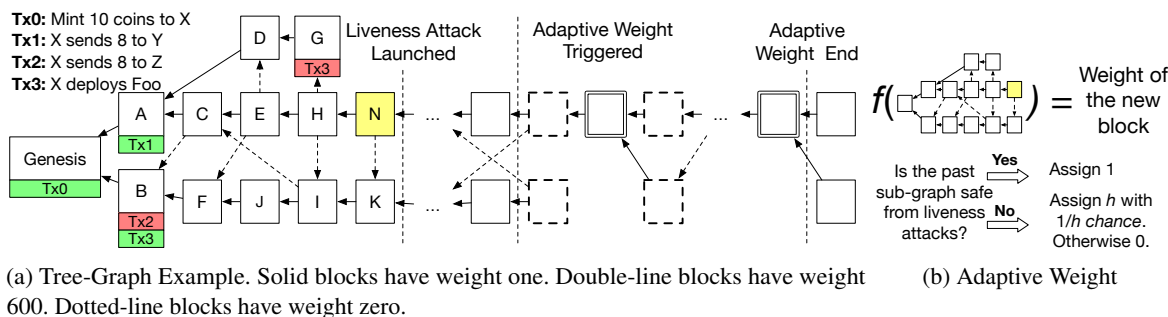 Tx0: Mint 10 coins to X
Tx1: X sends 8 to Y
Tx2: X sends 8 to Z
Tx3: X deploys Foo
Liveness Attack
Launched
Adaptive Weight
Triggered
Adaptive
Weight End
D
G
Tx3
A
Tx1
C
E
H
N
...
...
Genesis
Tx0
B
Tx2
Tx3
F
J
I
K
...
...
f( ) = Weight of
the new
block
Is the past
sub-graph safe
from liveness
attacks?
Yes
Assign 1
No
Assign h with
1/h chance.
Otherwise 0.
(a) Tree-Graph Example. Solid blocks have weight one. Double-line blocks have weight
600. Dotted-line blocks have weight zero.
(b) Adaptive Weight